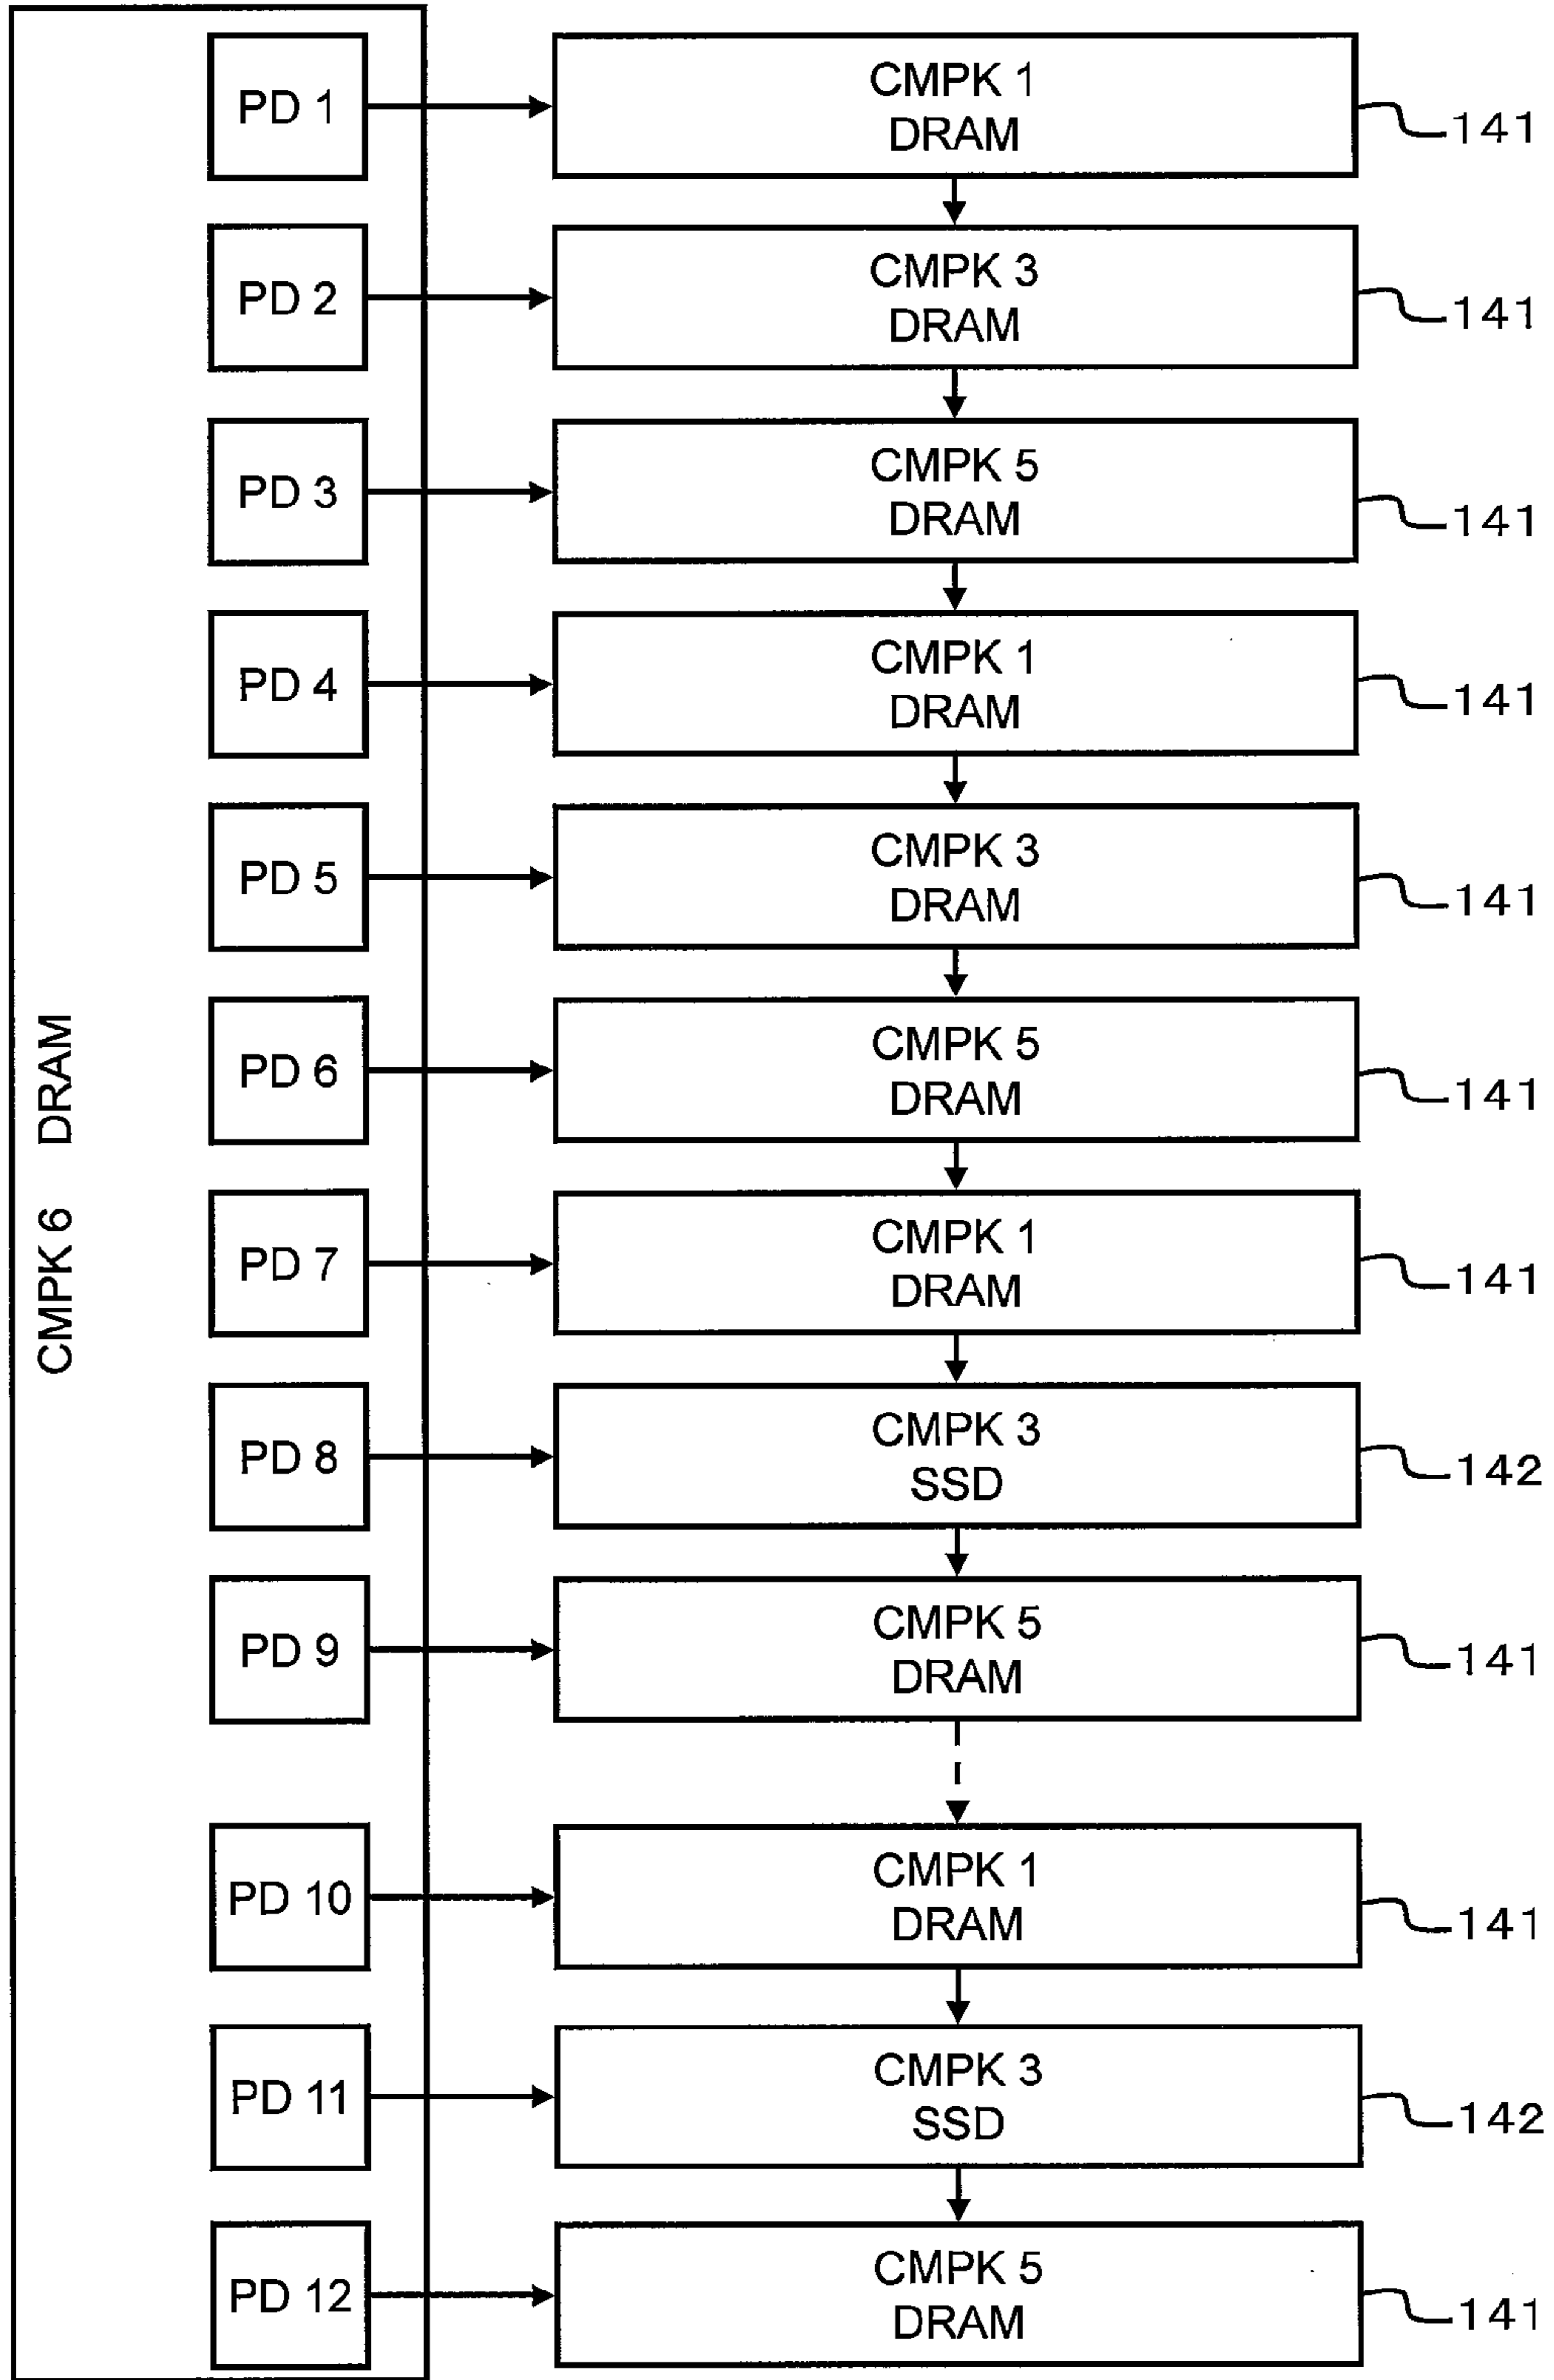 CMPK 6 DRAM
PD 1
CMPK 1
DRAM
141
PD 2
CMPK 3
DRAM
141
PD 3
CMPK 5
DRAM
141
PD 4
CMPK 1
DRAM
141
PD 5
CMPK 3
DRAM
141
PD 6
CMPK 5
DRAM
141
PD 7
CMPK 1
DRAM
141
PD 8
CMPK 3
SSD
142
PD 9
CMPK 5
DRAM
141
PD 10
CMPK 1
DRAM
141
PD 11
CMPK 3
SSD
142
PD 12
CMPK 5
DRAM
141